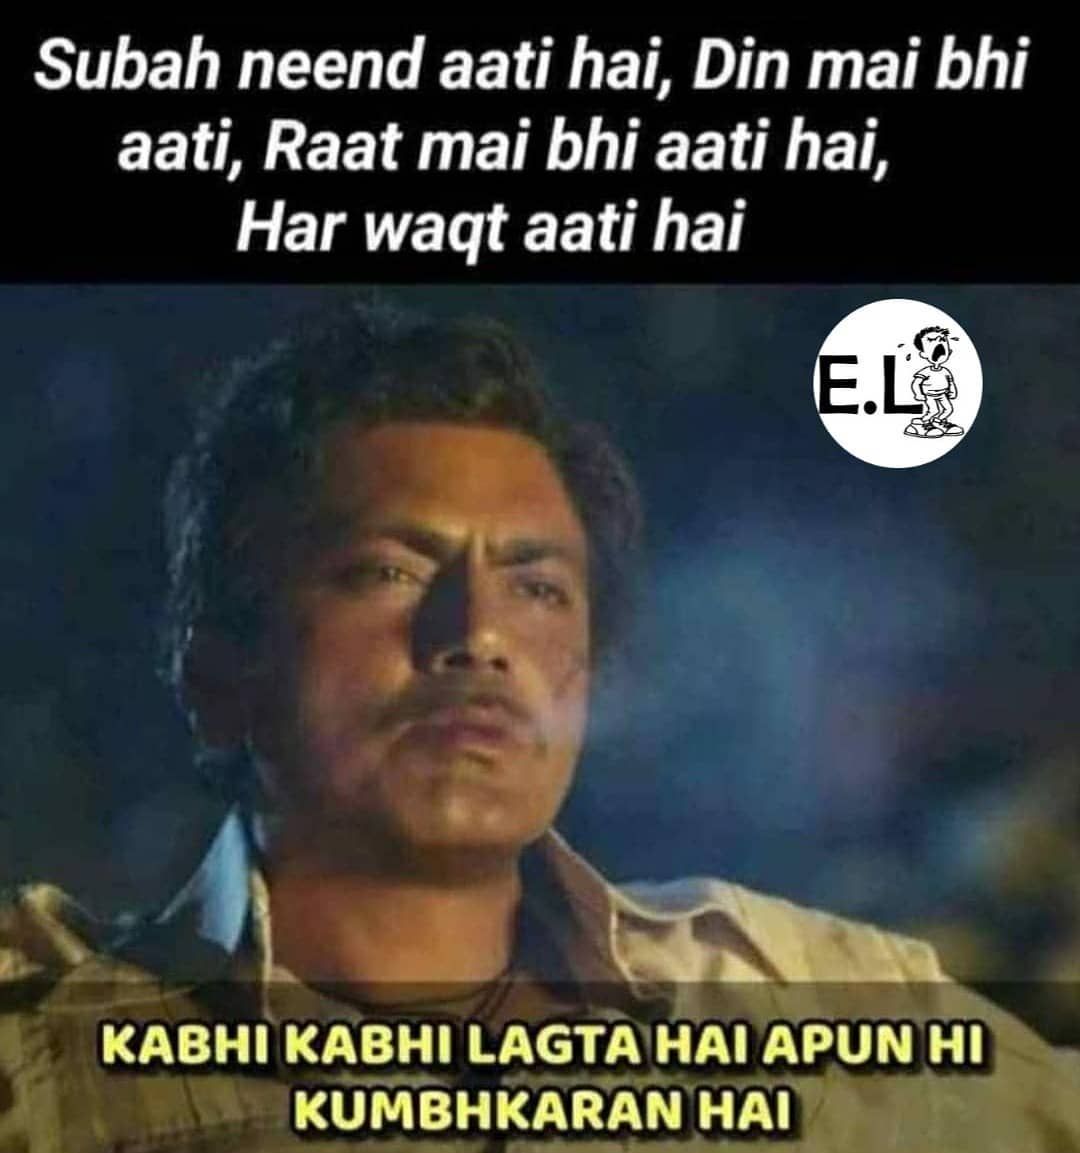 Subah neend aati hai, Din mai bhi
aati, Raat mai bhi aati hai,
Har waqt aati hai
E.L
KABHI KABHI LAGTA HAI APUN HI
KUMBHKARAN HAI